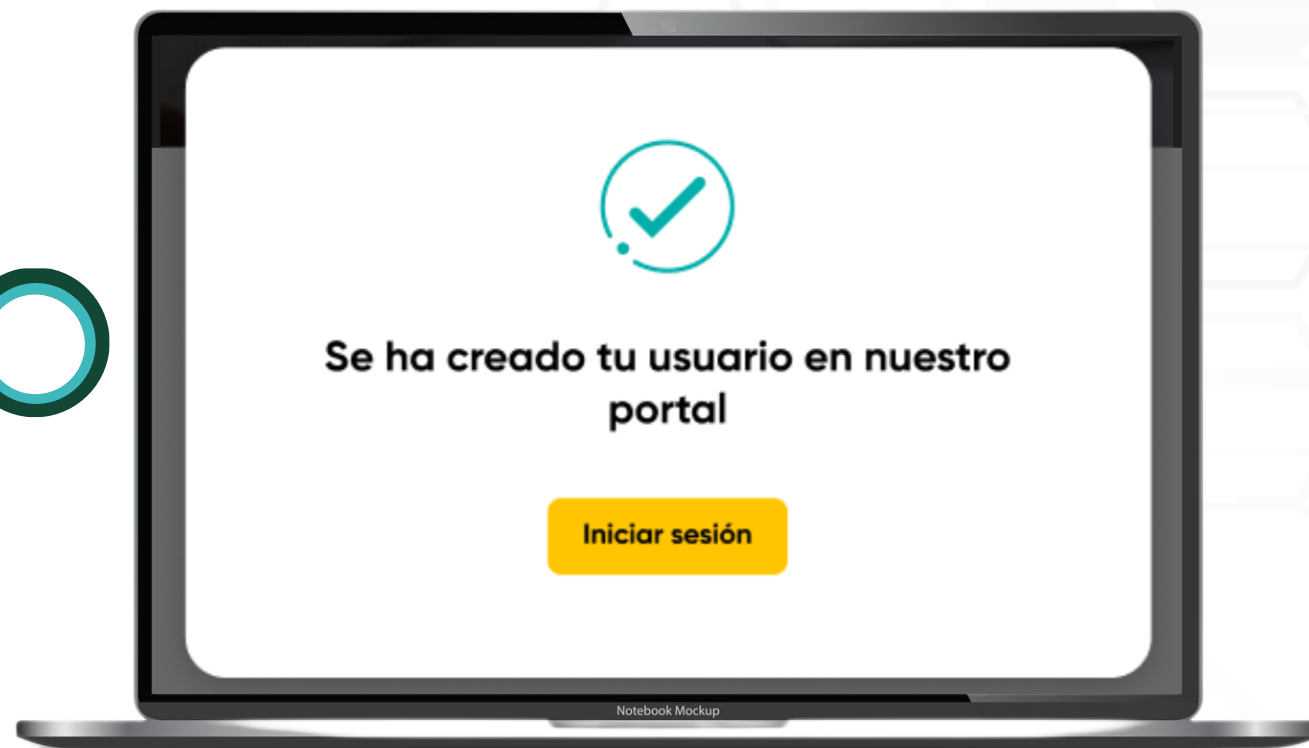 Se ha creado tu usuario en nuestro
portal
Iniciar sesión
Notebook Mockup